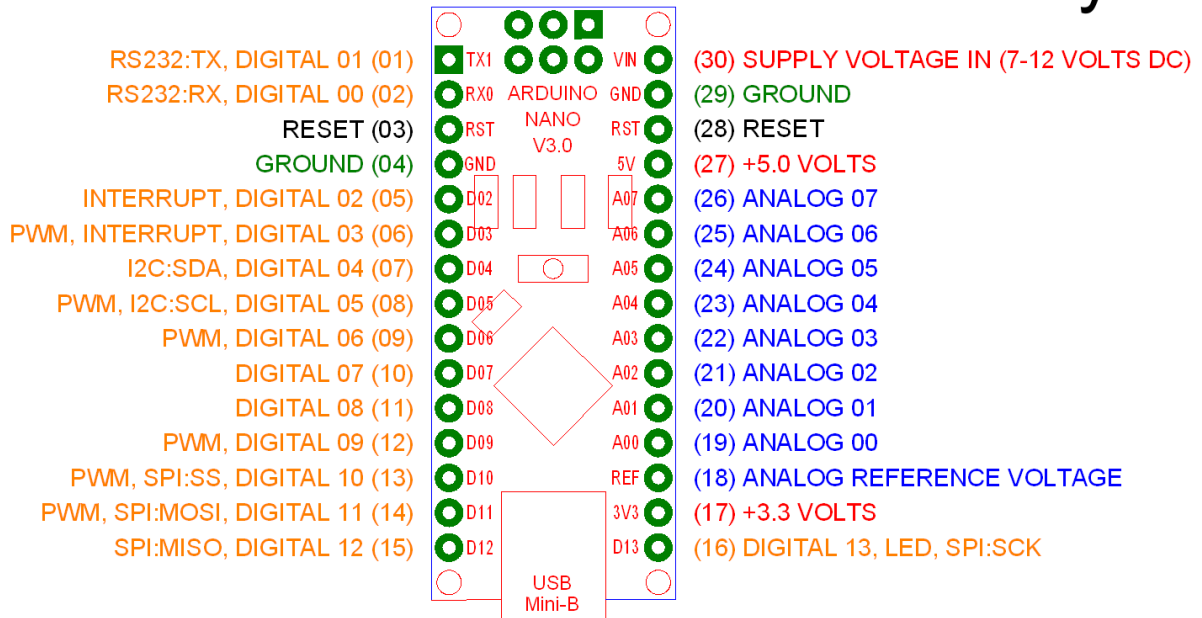 y
RS232:TX, DIGITAL 01 (01) TX1 VIN (30) SUPPLY VOLTAGE IN (7-12 VOLTS DC)
RS232:RX, DIGITAL 00 (02) RX0 ARDUINO GND (29) GROUND
NANO
RESET (03) RST RST (28) RESET
V3.0
GROUND (04) GND 5V (27) +5.0 VOLTS
INTERRUPT, DIGITAL 02 (05) D02 A07 (26) ANALOG 07
PWM, INTERRUPT, DIGITAL 03 (06) D03 A06 (25) ANALOG 06
I2C:SDA, DIGITAL 04 (07) D04 A05 (24) ANALOG 05
PWM, I2C:SCL, DIGITAL 05 (08) D05 A04 (23) ANALOG 04
PWM, DIGITAL 06 (09) D06 A03 (22) ANALOG 03
DIGITAL 07 (10) D07 A02 (21) ANALOG 02
DIGITAL 08 (11) D08 A01 (20) ANALOG 01
PWM, DIGITAL 09 (12) D09 A00 (19) ANALOG 00
PWM, SPI:SS, DIGITAL 10 (13) D10 REF (18) ANALOG REFERENCE VOLTAGE
PWM, SPI:MOSI, DIGITAL 11 (14) D11 3V3 (17) +3.3 VOLTS
SPI:MISO, DIGITAL 12 (15) D12 D13 (16) DIGITAL 13, LED, SPI:SCK
USB
Mini-B